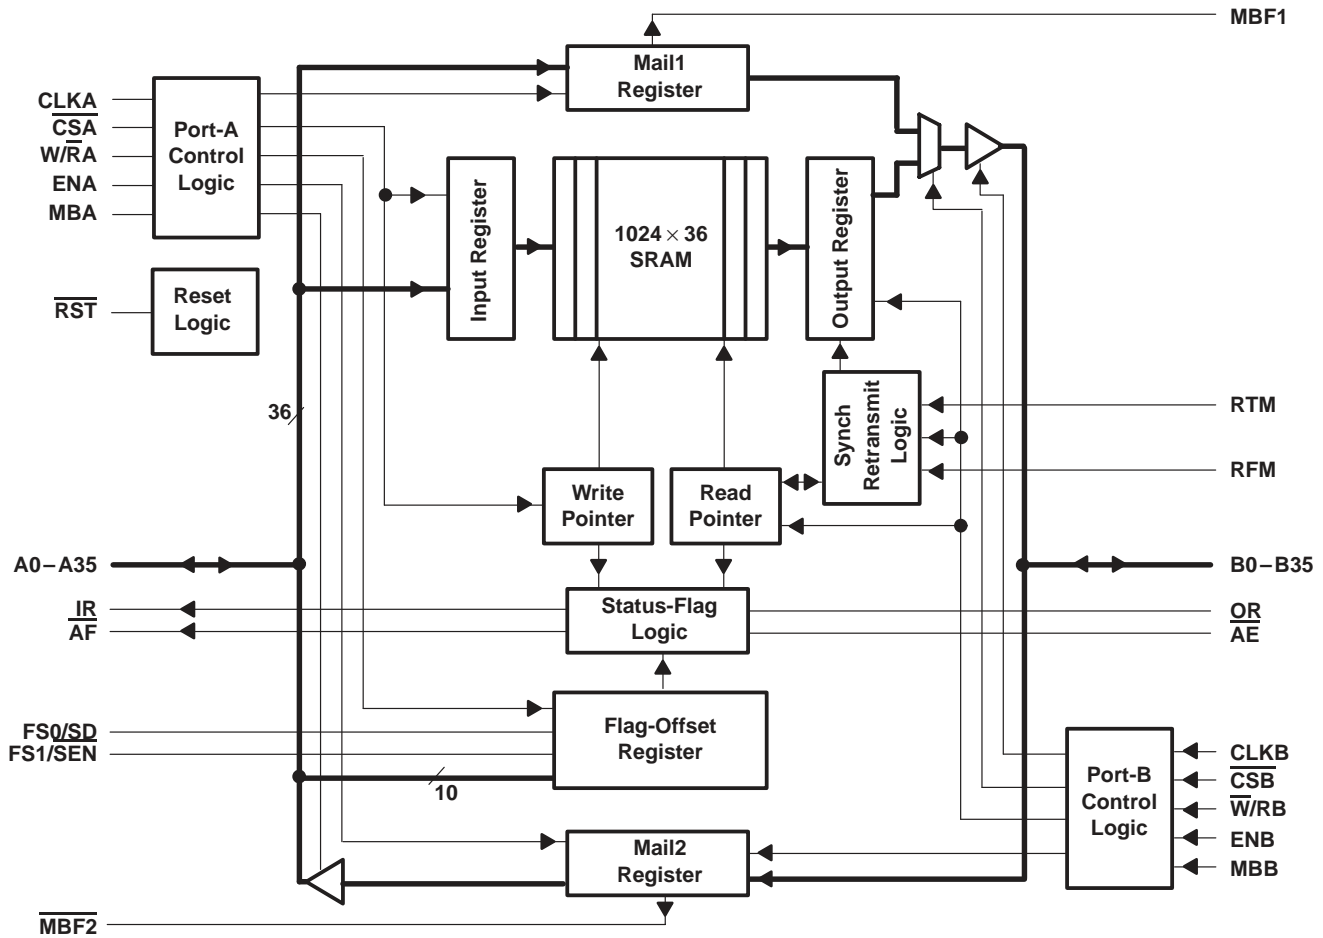 MBF1
Mail1
Register
CLKA
CSA
W/RA
ENA
MBA
Port-A
Control
Logic
Input Register
1024 × 36
SRAM
Output Register
RST
Reset
Logic
36
Synch
Retransmit
Logic
RTM
RFM
Write
Pointer
Read
Pointer
A0–A35
B0–B35
IR
AF
Status-Flag
Logic
OR
AE
FS0/SD
FS1/SEN
Flag-Offset
Register
10
Port-B
Control
Logic
CLKB
CSB
W/RB
ENB
MBB
Mail2
Register
MBF2